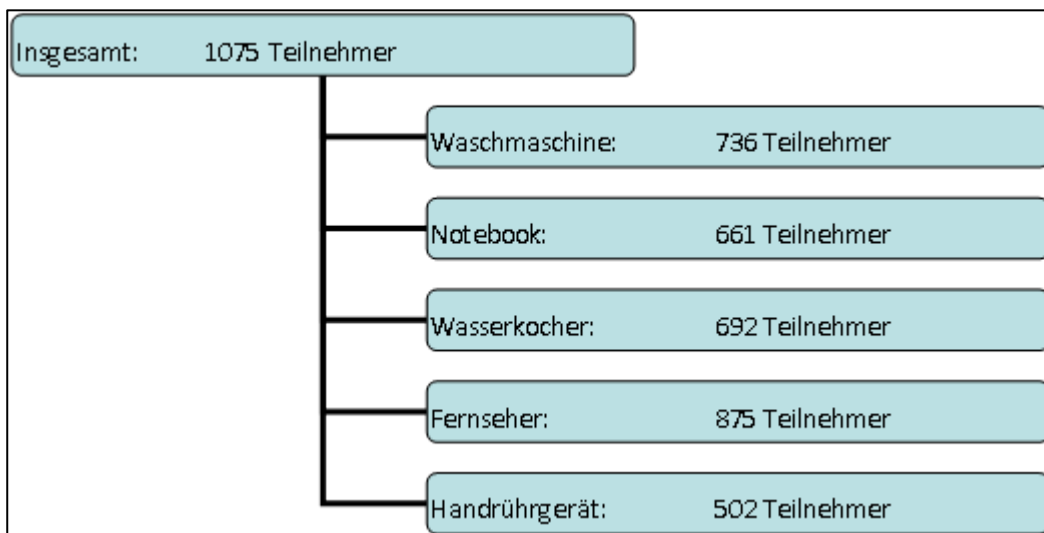 Insgesamt: 1075 Teilnehmer
Waschmaschine: 736 Teilnehmer
Notebook: 661 Teilnehmer
Wasserkocher: 692 Teilnehmer
Fernseher: 875 Teilnehmer
Handrührgerät: 502 Teilnehmer